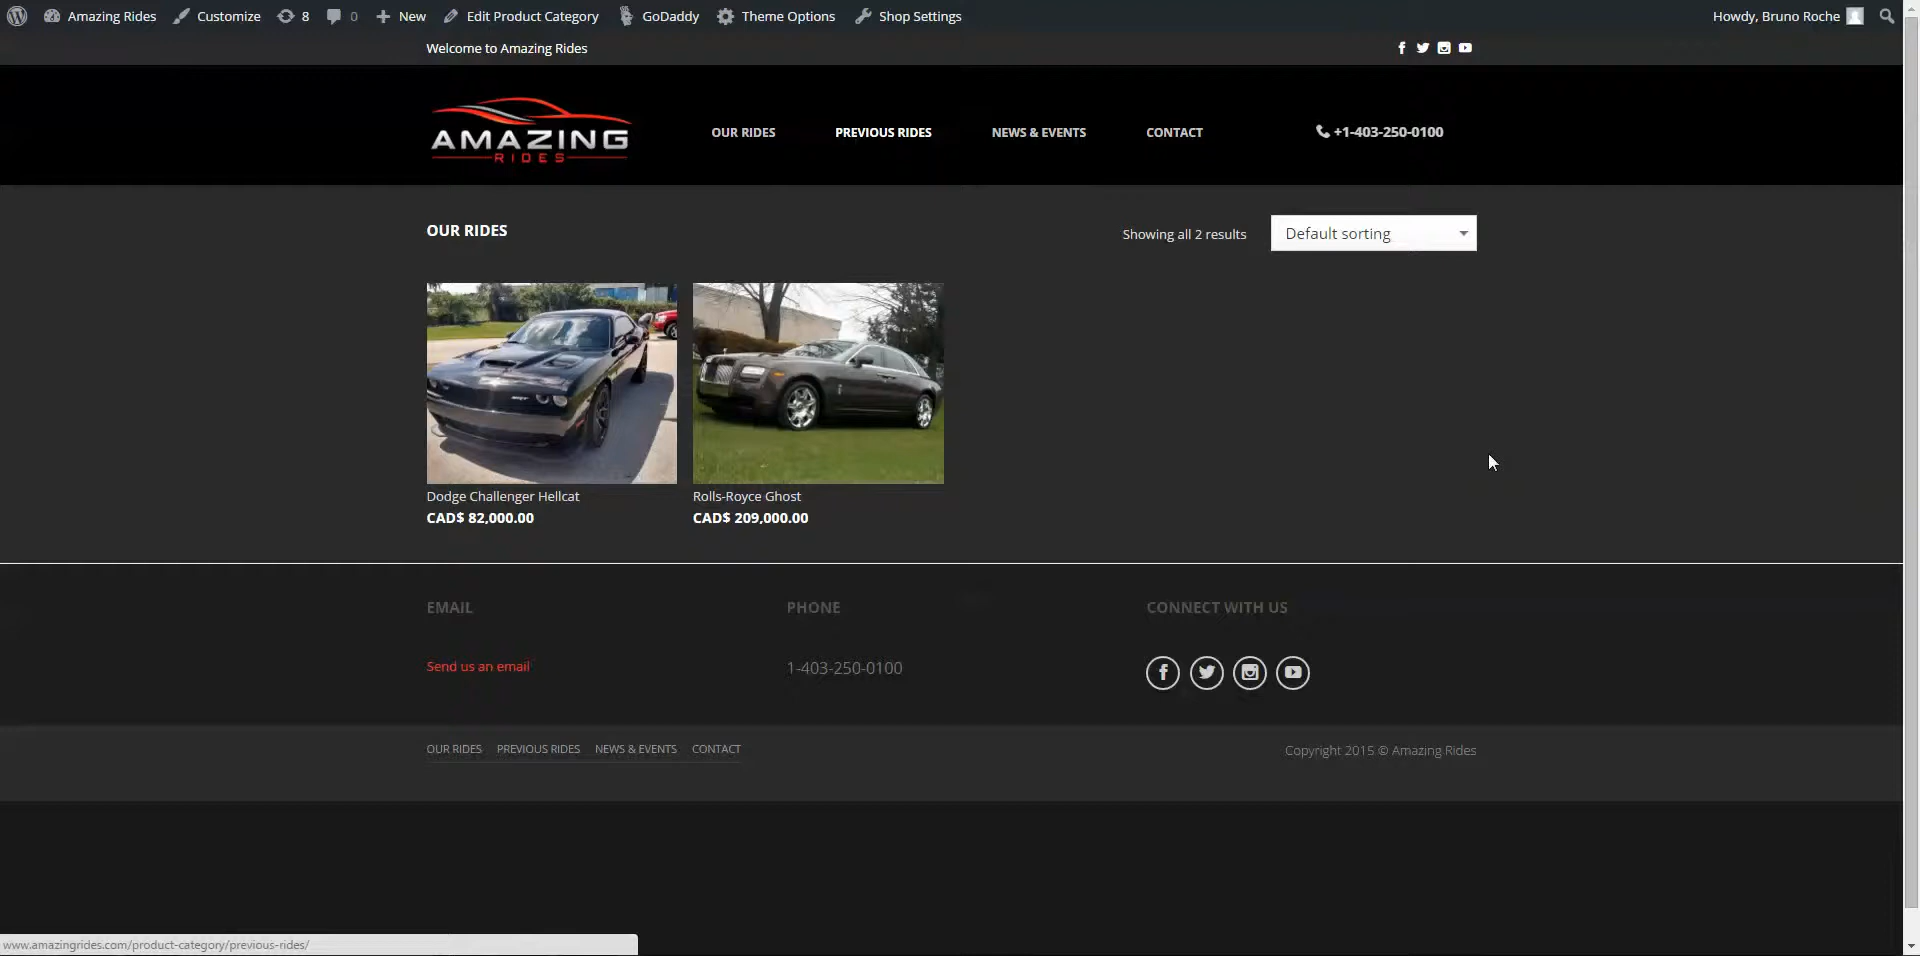 Amazing Rides Customize 8 0 New Edit Product Category GoDaddy Theme Options Shop Settings Howdy, Bruno Roche
Welcome to Amazing Rides
AMAZING
RIDES
OUR RIDES PREVIOUS RIDES NEWS & EVENTS CONTACT +1-403-250-0100
OUR RIDES Showing all 2 results Default sorting
Dodge Challenger Hellcat Rolls-Royce Ghost
CAD$ 82,000.00 CAD$ 209,000.00
EMAIL PHONE CONNECT WITH US
Send us an email 1-403-250-0100
OUR RIDES PREVIOUS RIDES NEWS & EVENTS CONTACT Copyright 2015 © Amazing Rides
www.amazingrides.com/product-category/previous-rides/